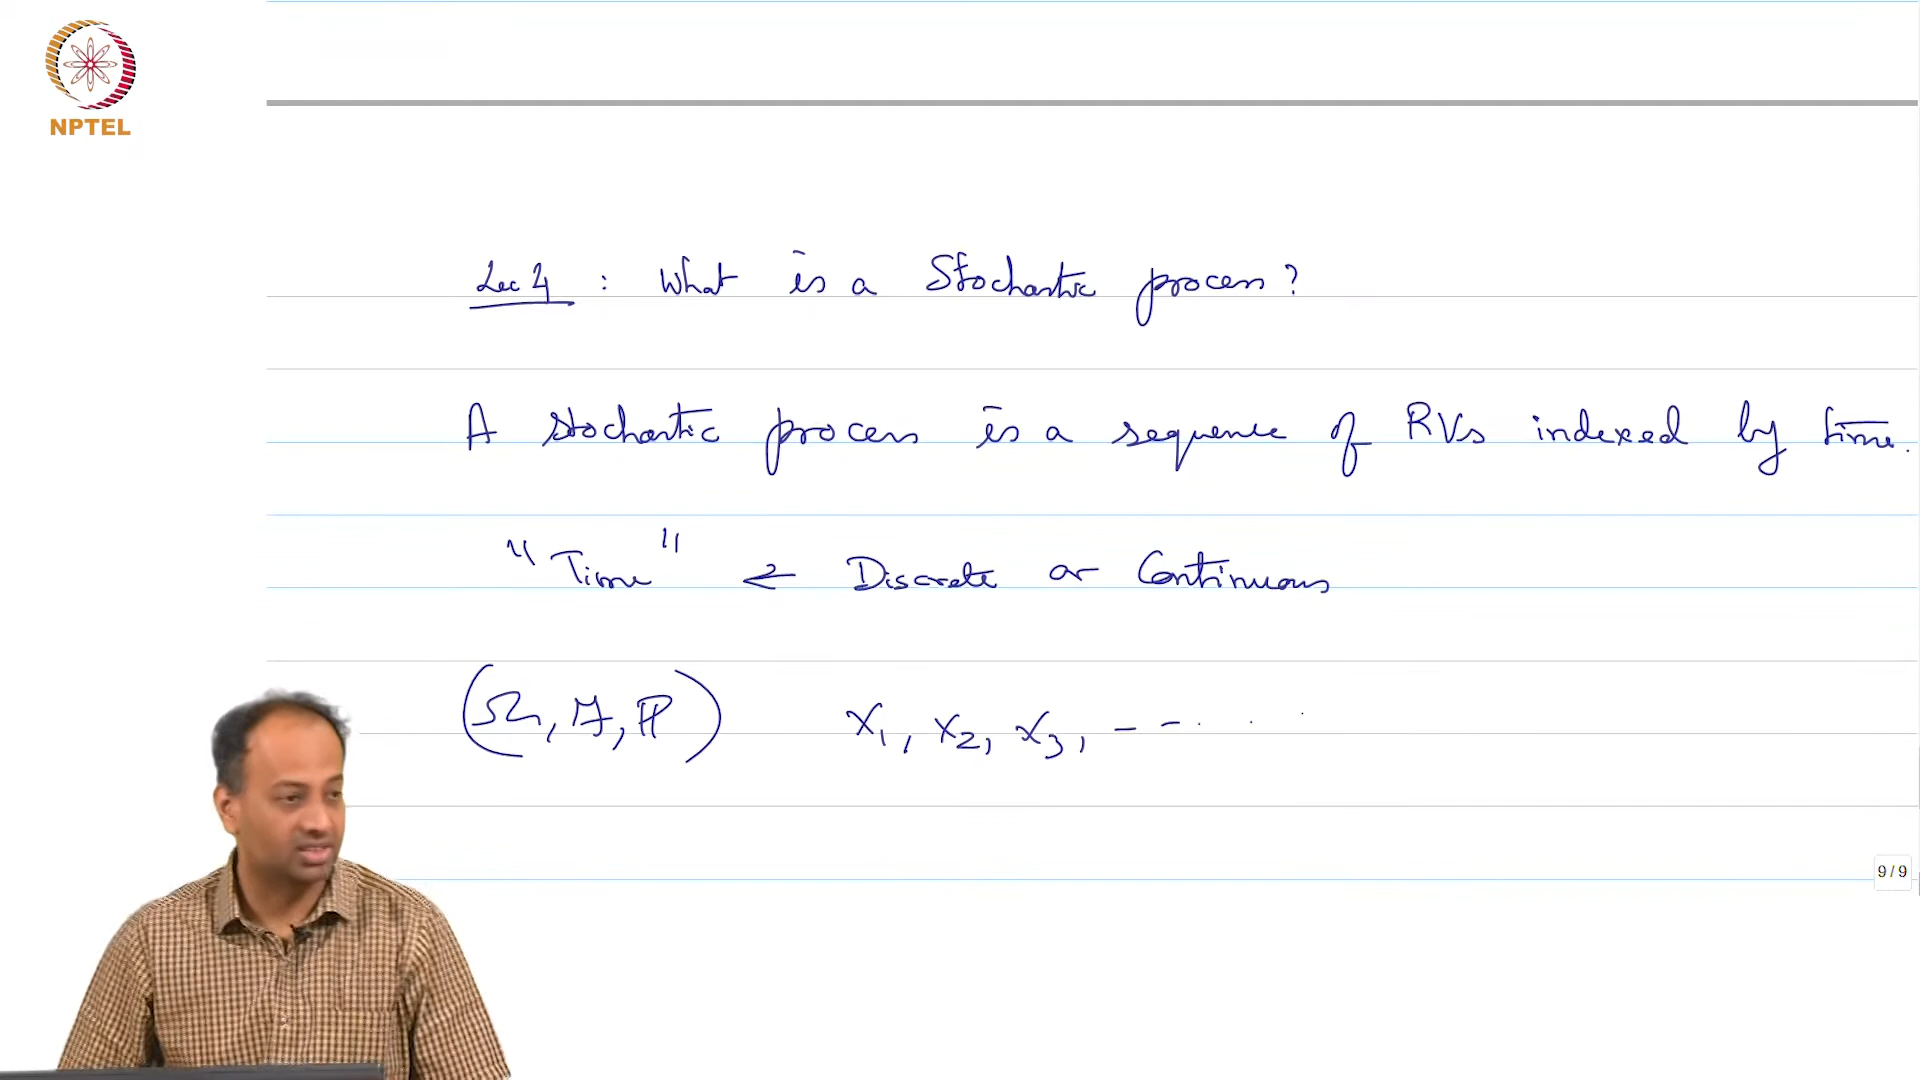 NPTEL
Lec 4 : What is a Stochastic process?
A stochastic process is a sequence of RVs indexed by time.
"Time" ← Discrete or Continuous
(Ω, ℱ, ℙ) X₁, X₂, X₃, – – · · ·
9 / 9